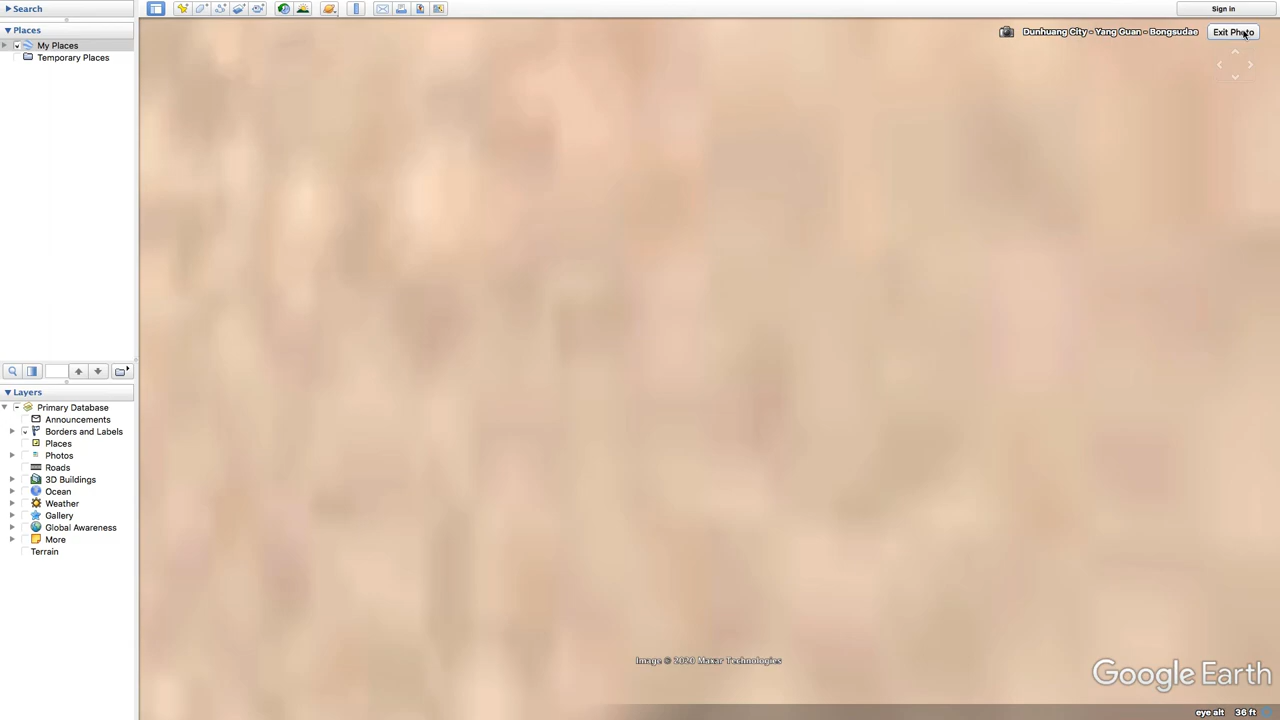 Search
Sign in
Places
My Places
Temporary Places
Dunhuang City - Yang Guan - Bongsudae
Exit Photo
Layers
Primary Database
Announcements
Borders and Labels
Places
Photos
Roads
3D Buildings
Ocean
Weather
Gallery
Global Awareness
More
Terrain
Image © 2020 Maxar Technologies
Google Earth
eye alt 36 ft